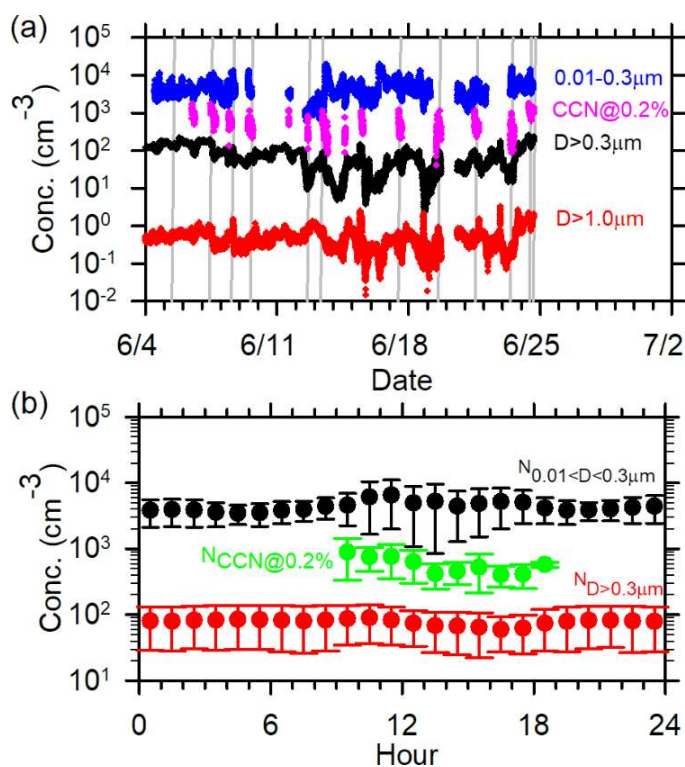 (a)
10^5
10^4
10^3
10^2
10^1
10^0
10^-1
10^-2
Conc. (cm^-3)
0.01-0.3μm
CCN@0.2%
D>0.3μm
D>1.0μm
6/4 6/11 6/18 6/25 7/2
Date
(b)
10^5
10^4
10^3
10^2
10^1
Conc. (cm^-3)
N0.01<D<0.3μm
NCCN@0.2%
ND>0.3μm
0 6 12 18 24
Hour